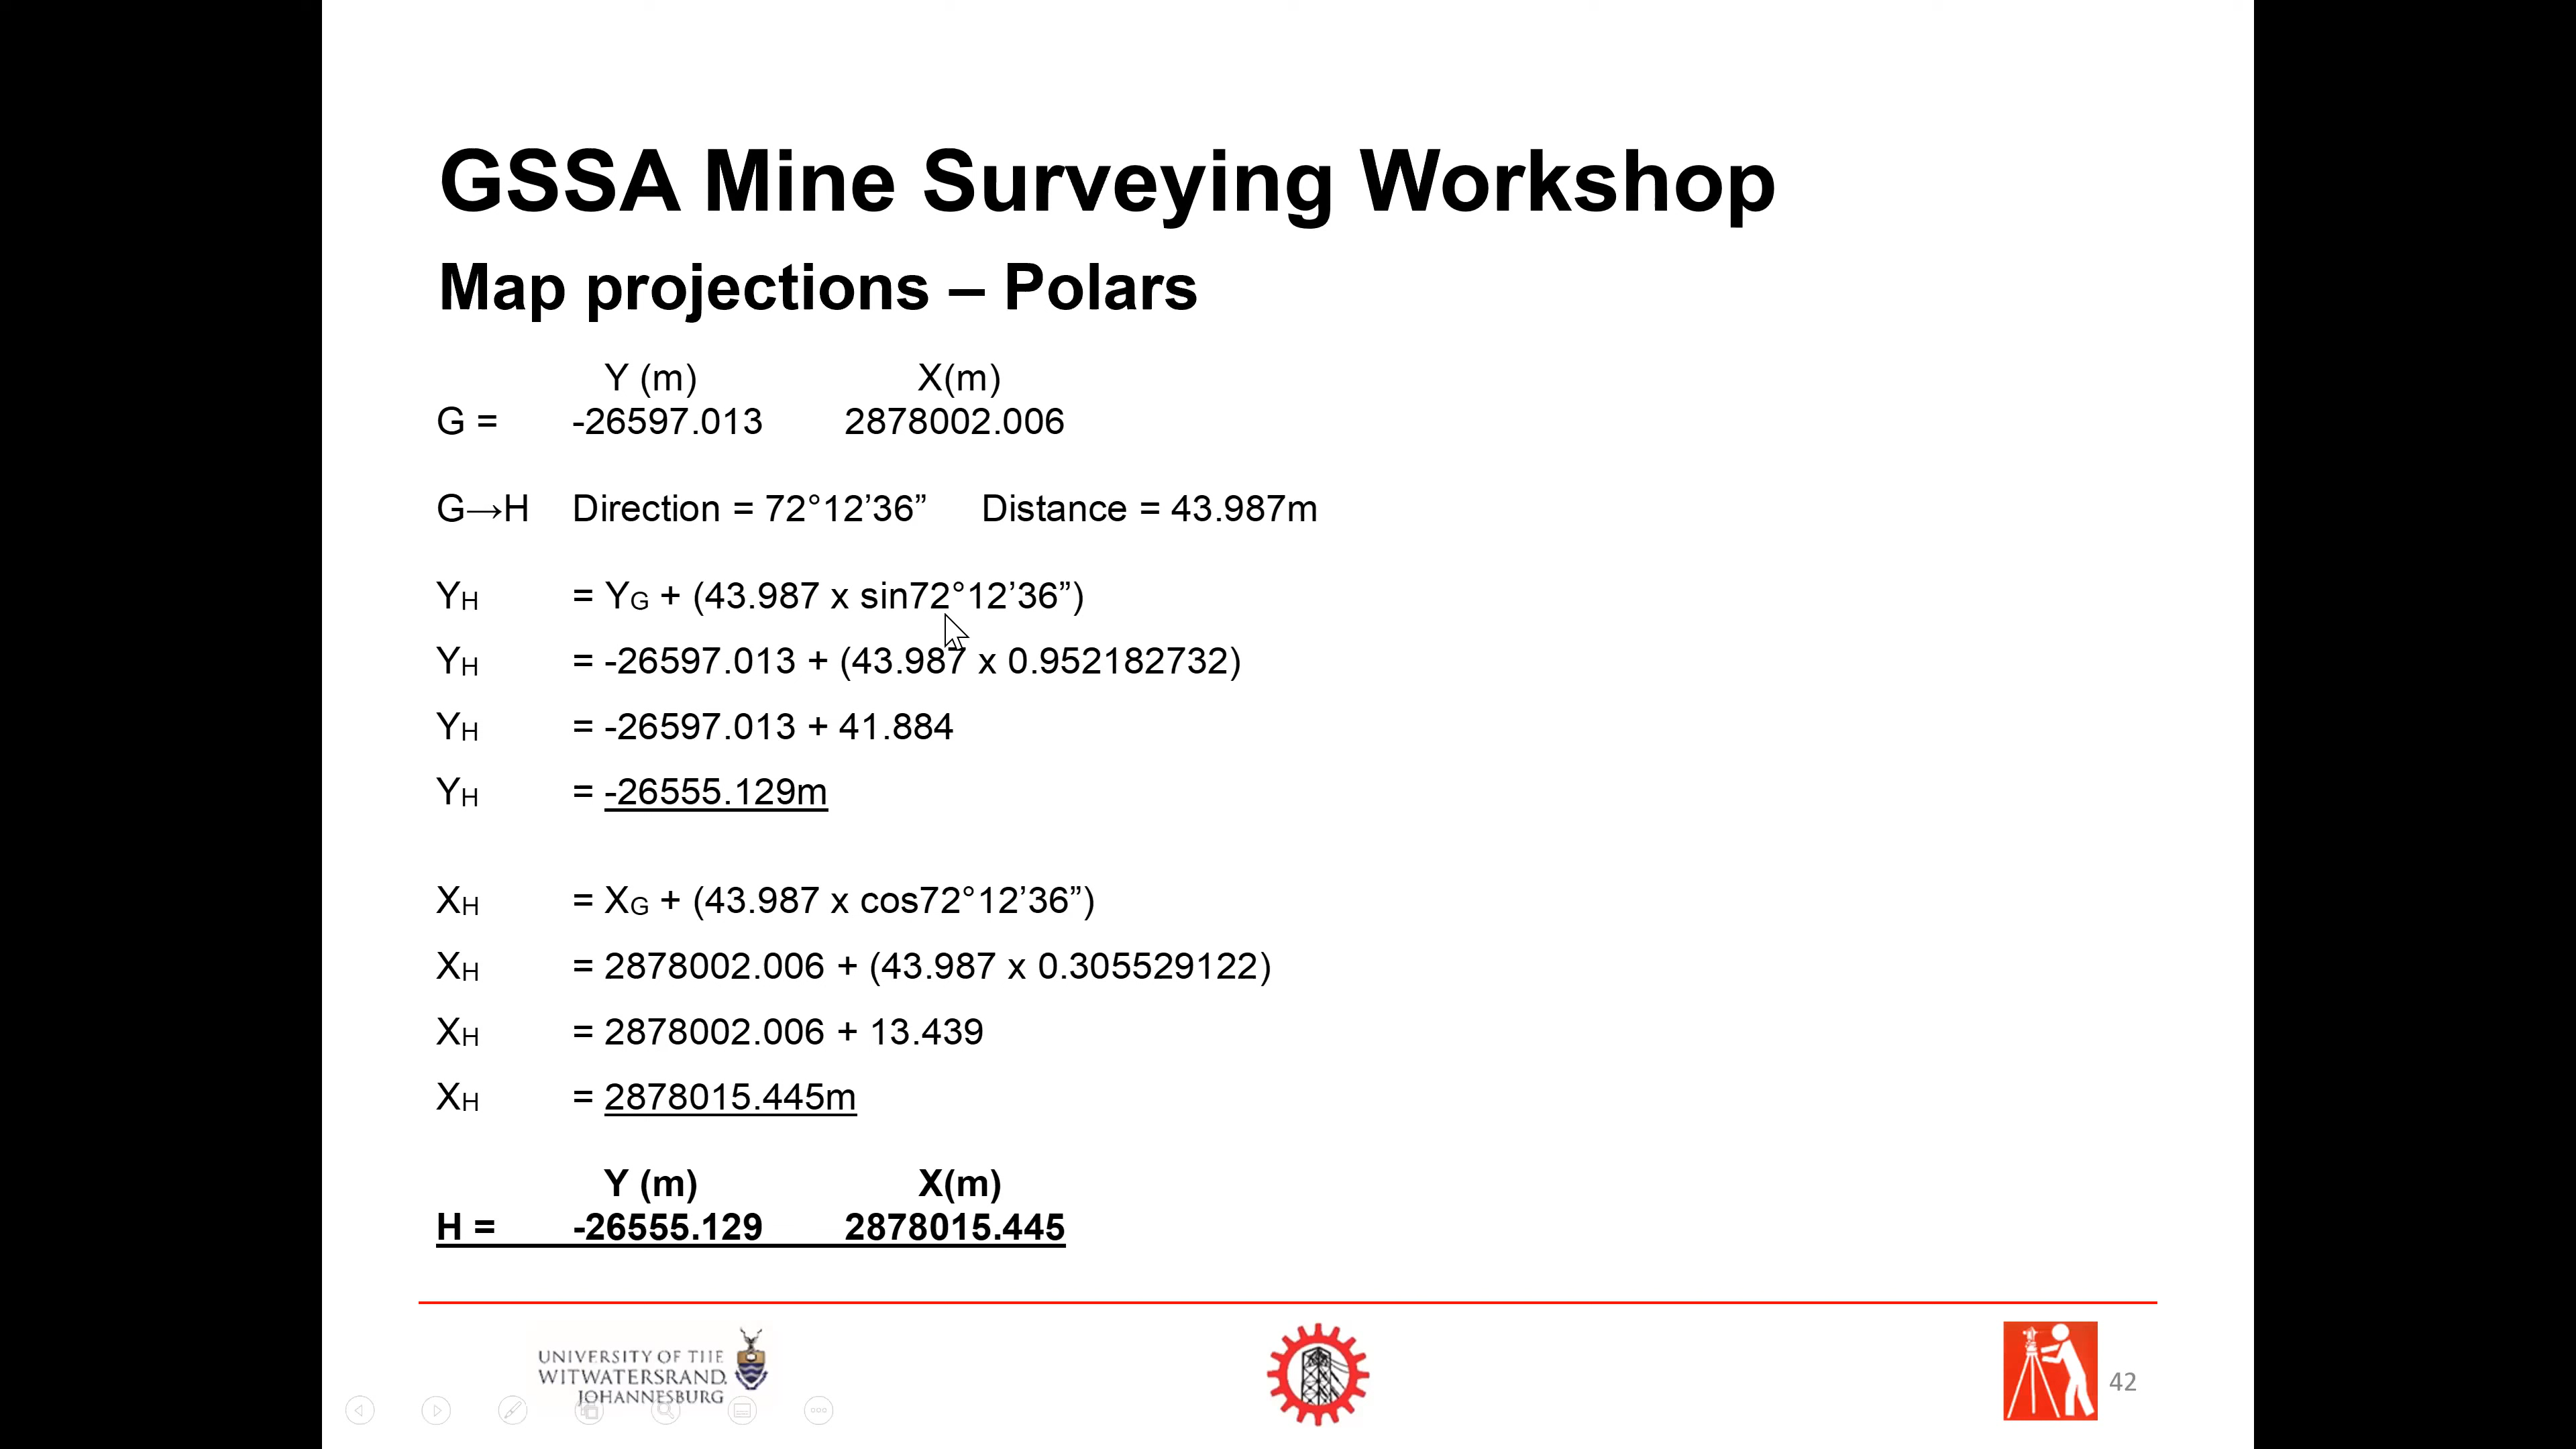 GSSA Mine Surveying Workshop
Map projections – Polars
Y (m) X(m)
G = -26597.013 2878002.006
G→H Direction = 72°12’36” Distance = 43.987m
YH = YG + (43.987 x sin72°12’36”)
YH = -26597.013 + (43.987 x 0.952182732)
YH = -26597.013 + 41.884
YH = -26555.129m
XH = XG + (43.987 x cos72°12’36”)
XH = 2878002.006 + (43.987 x 0.305529122)
XH = 2878002.006 + 13.439
XH = 2878015.445m
Y (m) X(m)
H = -26555.129 2878015.445
UNIVERSITY OF THE
WITWATERSRAND,
JOHANNESBURG
42